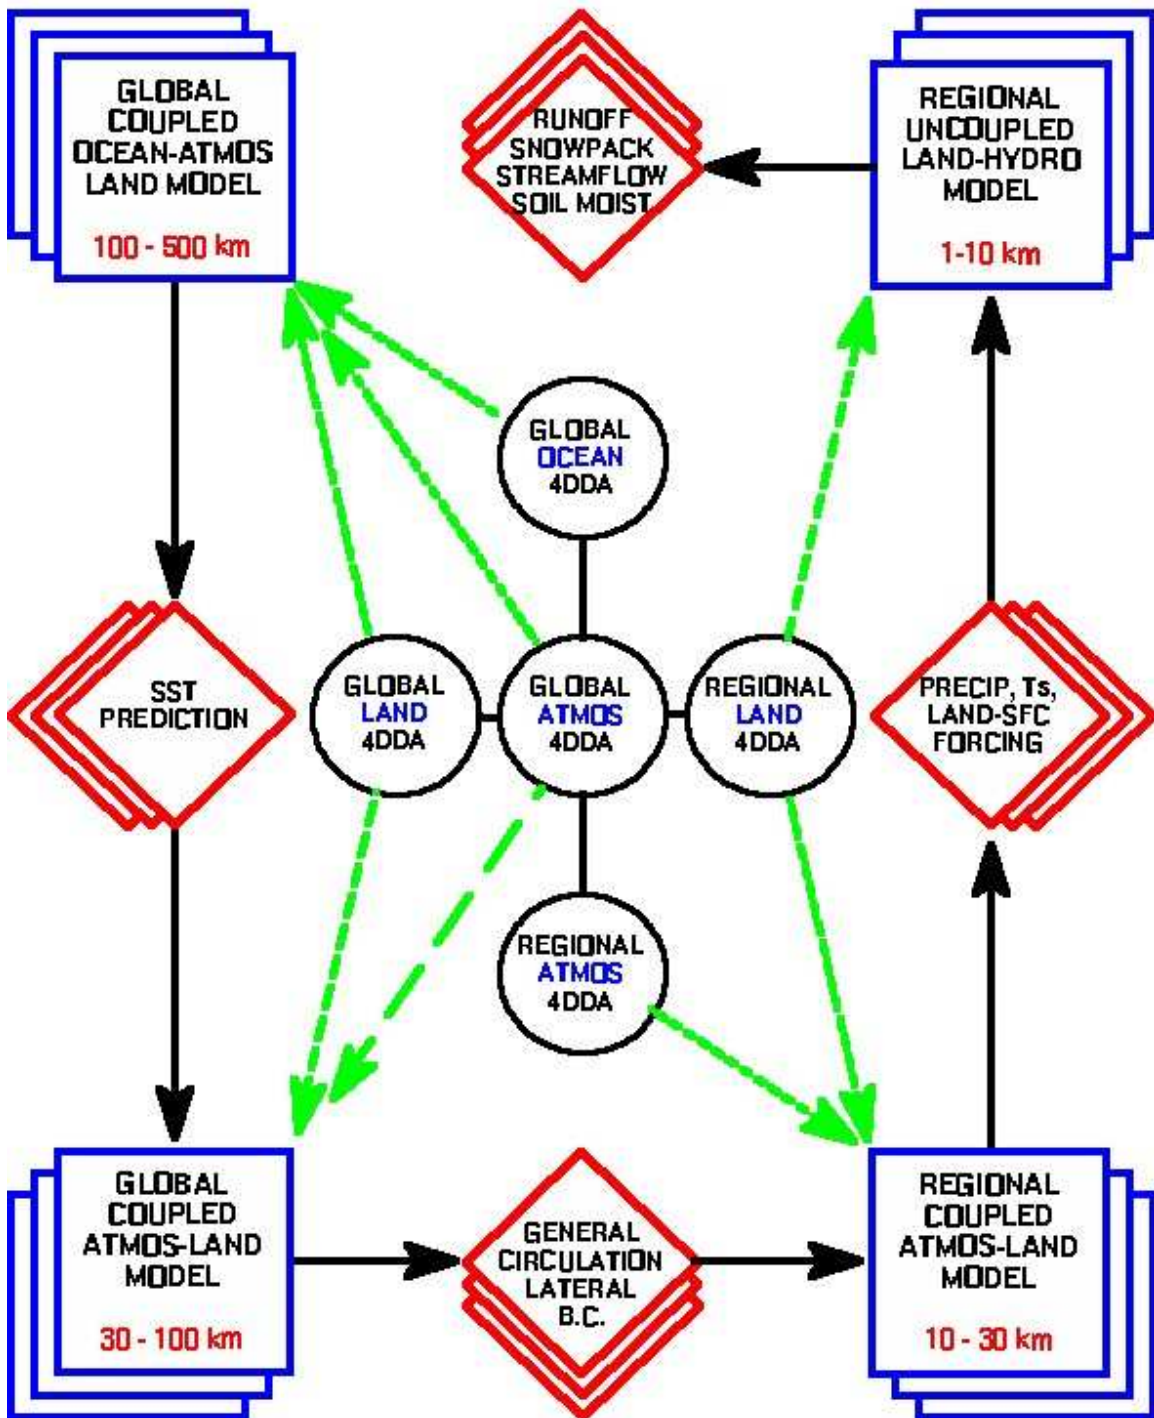 GLOBAL
COUPLED
OCEAN-ATMOS
LAND MODEL
100 - 500 km
RUNOFF
SNOWPACK
STREAMFLOW
SOIL MOIST
REGIONAL
UNCOUPLED
LAND-HYDRO
MODEL
1-10 km
GLOBAL
OCEAN
4DDA
SST
PREDICTION
GLOBAL
LAND
4DDA
GLOBAL
ATMOS
4DDA
REGIONAL
LAND
4DDA
PRECIP, Ts,
LAND-SFC
FORCING
REGIONAL
ATMOS
4DDA
GLOBAL
COUPLED
ATMOS-LAND
MODEL
30 - 100 km
GENERAL
CIRCULATION
LATERAL
B.C.
REGIONAL
COUPLED
ATMOS-LAND
MODEL
10 - 30 km